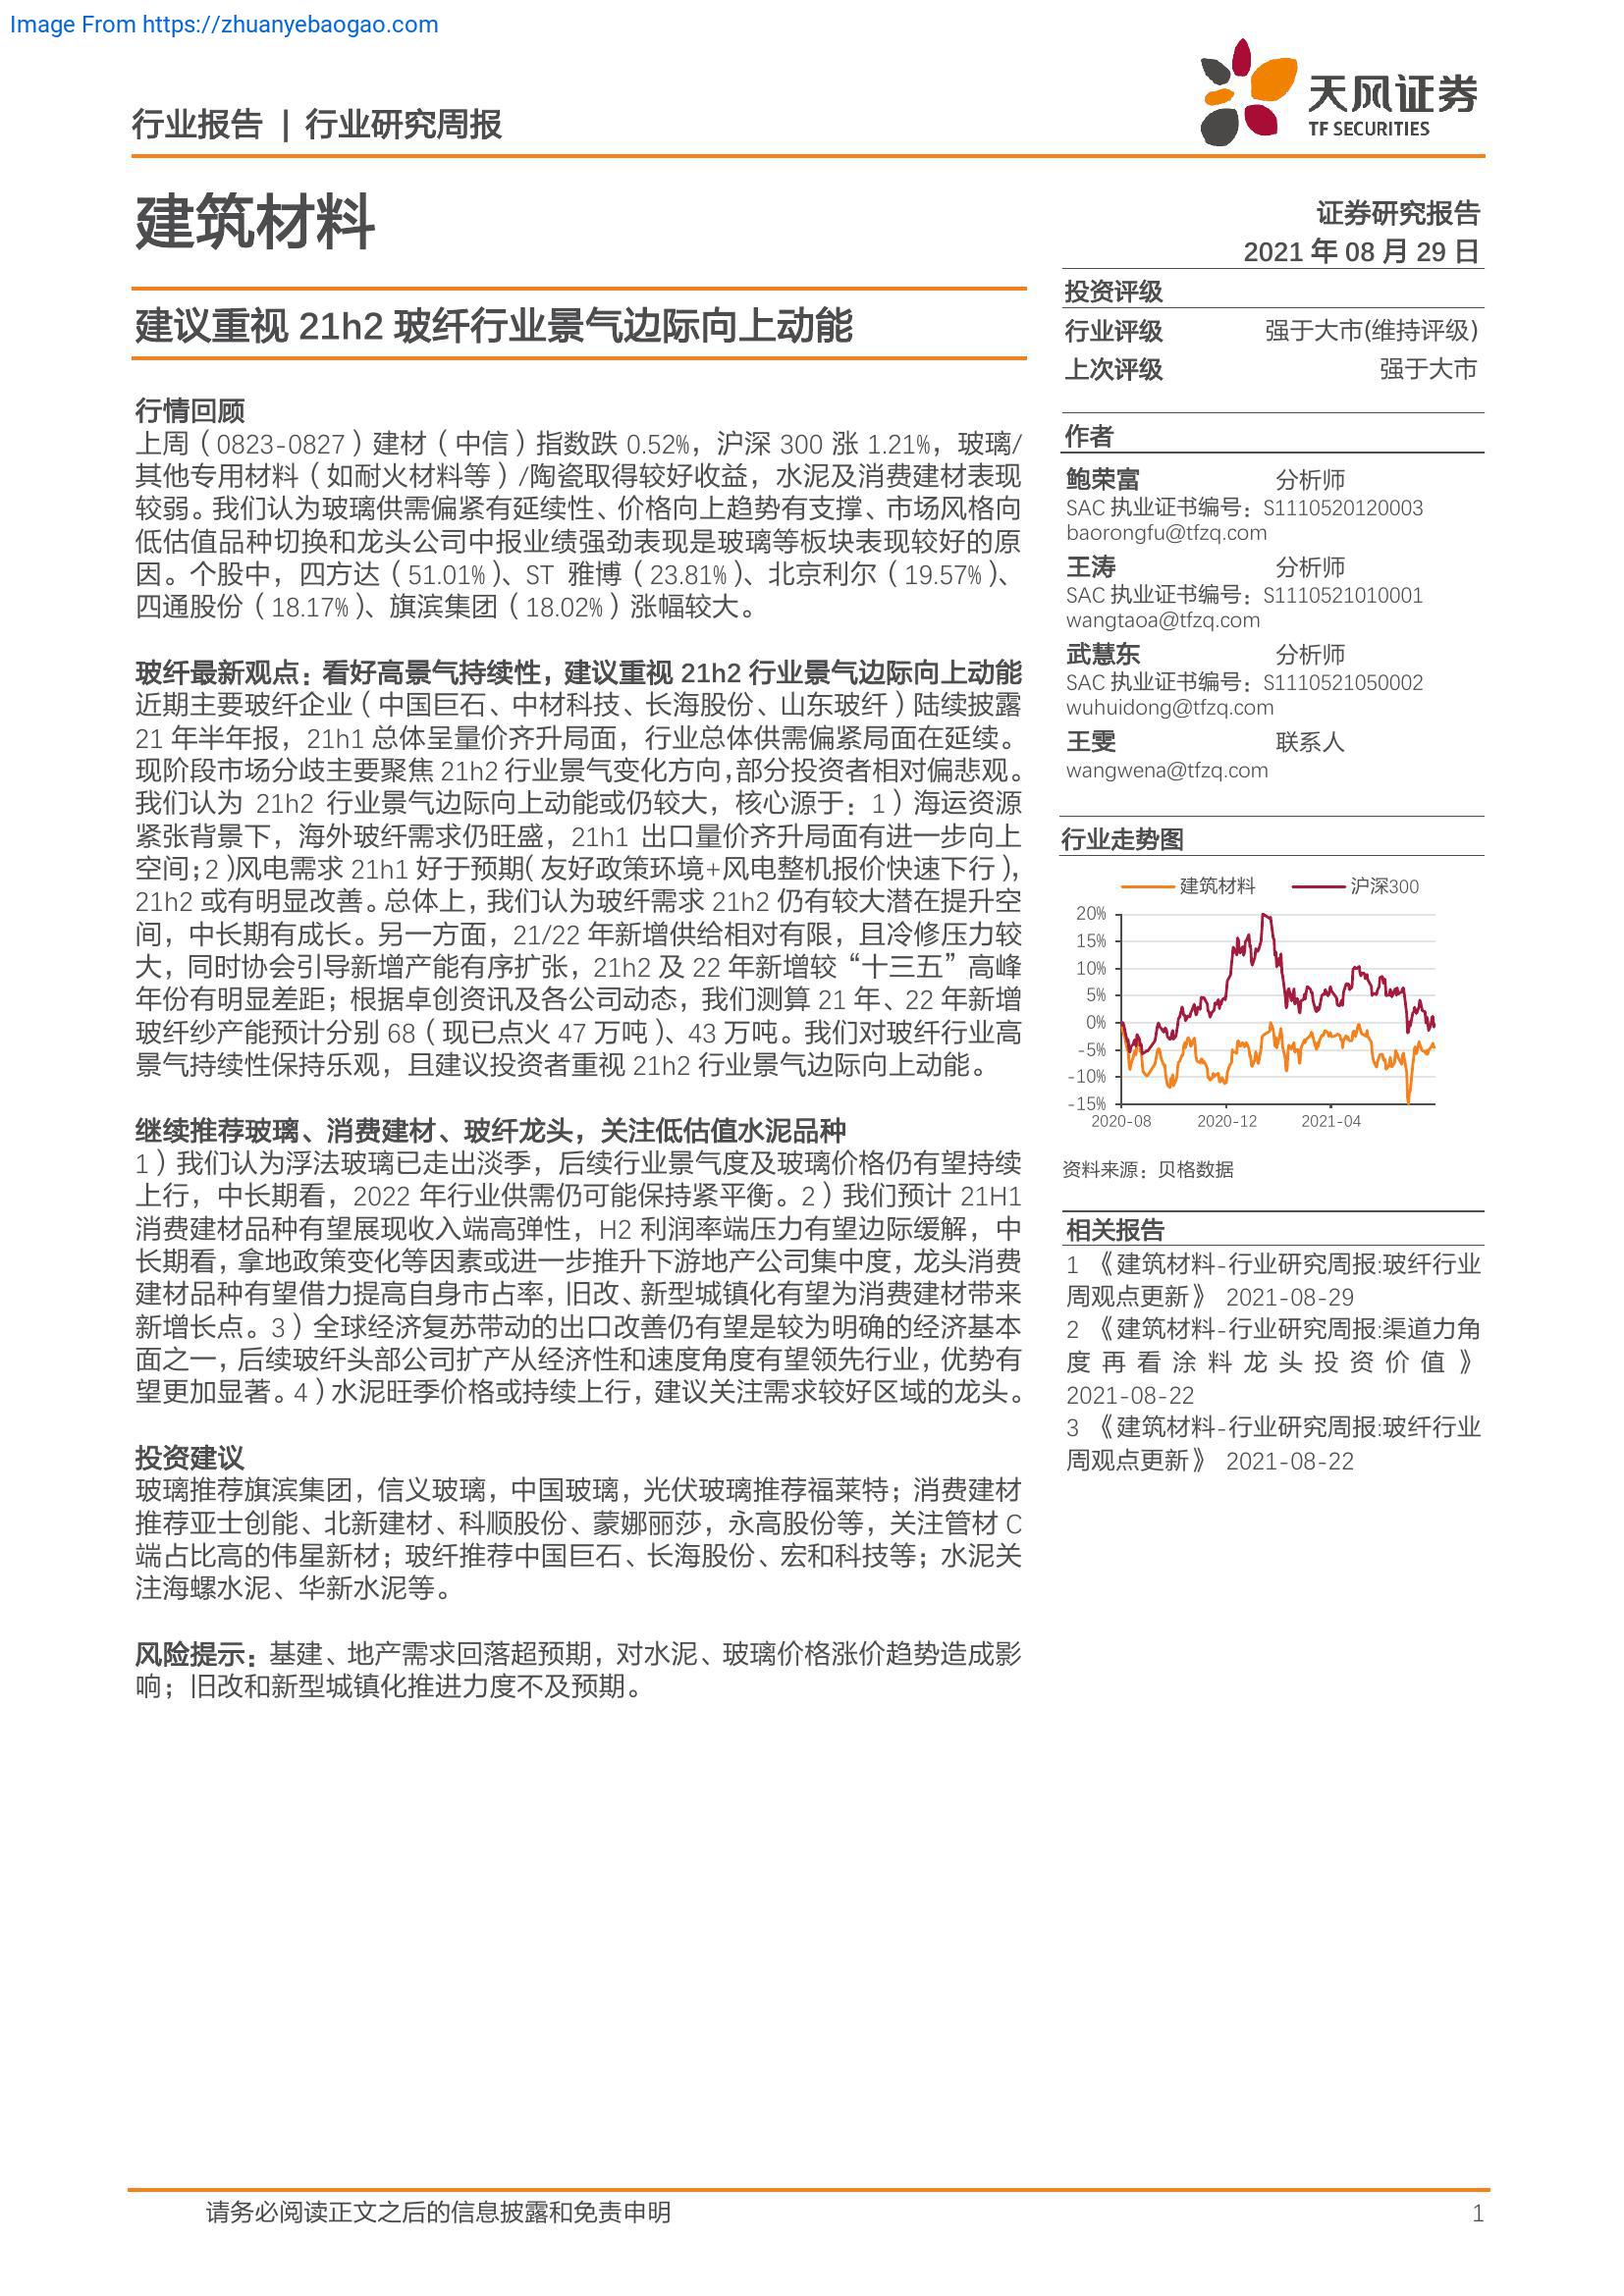 Image From https://zhuanyebaogao.com
行业报告 | 行业研究周报
天风证券
TF SECURITIES
建筑材料
证券研究报告
2021 年 08 月 29 日
建议重视 21h2 玻纤行业景气边际向上动能
行情回顾
上周（0823-0827）建材（中信）指数跌 0.52%，沪深 300 涨 1.21%，玻璃/
其他专用材料（如耐火材料等）/陶瓷取得较好收益，水泥及消费建材表现
较弱。我们认为玻璃供需偏紧有延续性、价格向上趋势有支撑、市场风格向
低估值品种切换和龙头公司中报业绩强劲表现是玻璃等板块表现较好的原
因。个股中，四方达（51.01%）、ST 雅博（23.81%）、北京利尔（19.57%）、
四通股份（18.17%）、旗滨集团（18.02%）涨幅较大。
玻纤最新观点：看好高景气持续性，建议重视 21h2 行业景气边际向上动能
近期主要玻纤企业（中国巨石、中材科技、长海股份、山东玻纤）陆续披露
21 年半年报，21h1 总体呈量价齐升局面，行业总体供需偏紧局面在延续。
现阶段市场分歧主要聚焦 21h2 行业景气变化方向，部分投资者相对偏悲观。
我们认为 21h2 行业景气边际向上动能或仍较大，核心源于：1）海运资源
紧张背景下，海外玻纤需求仍旺盛，21h1 出口量价齐升局面有进一步向上
空间；2）风电需求 21h1 好于预期（友好政策环境+风电整机报价快速下行），
21h2 或有明显改善。总体上，我们认为玻纤需求 21h2 仍有较大潜在提升空
间，中长期有成长。另一方面，21/22 年新增供给相对有限，且冷修压力较
大，同时协会引导新增产能有序扩张，21h2 及 22 年新增较“十三五”高峰
年份有明显差距；根据卓创资讯及各公司动态，我们测算 21 年、22 年新增
玻纤纱产能预计分别 68（现已点火 47 万吨）、43 万吨。我们对玻纤行业高
景气持续性保持乐观，且建议投资者重视 21h2 行业景气边际向上动能。
继续推荐玻璃、消费建材、玻纤龙头，关注低估值水泥品种
1）我们认为浮法玻璃已走出淡季，后续行业景气度及玻璃价格仍有望持续
上行，中长期看，2022 年行业供需仍可能保持紧平衡。2）我们预计 21H1
消费建材品种有望展现收入端高弹性，H2 利润率端压力有望边际缓解，中
长期看，拿地政策变化等因素或进一步推升下游地产公司集中度，龙头消费
建材品种有望借力提高自身市占率，旧改、新型城镇化有望为消费建材带来
新增长点。3）全球经济复苏带动的出口改善仍有望是较为明确的经济基本
面之一，后续玻纤头部公司扩产从经济性和速度角度有望领先行业，优势有
望更加显著。4）水泥旺季价格或持续上行，建议关注需求较好区域的龙头。
投资建议
玻璃推荐旗滨集团，信义玻璃，中国玻璃，光伏玻璃推荐福莱特；消费建材
推荐亚士创能、北新建材、科顺股份、蒙娜丽莎，永高股份等，关注管材 C
端占比高的伟星新材；玻纤推荐中国巨石、长海股份、宏和科技等；水泥关
注海螺水泥、华新水泥等。
风险提示：基建、地产需求回落超预期，对水泥、玻璃价格涨价趋势造成影
响；旧改和新型城镇化推进力度不及预期。
投资评级
行业评级 强于大市(维持评级)
上次评级 强于大市
作者
鲍荣富 分析师
SAC 执业证书编号：S1110520120003
baorongfu@tfzq.com
王涛 分析师
SAC 执业证书编号：S1110521010001
wangtaoa@tfzq.com
武慧东 分析师
SAC 执业证书编号：S1110521050002
wuhuidong@tfzq.com
王雯 联系人
wangwena@tfzq.com
行业走势图
建筑材料 沪深300
20%
15%
10%
5%
0%
-5%
-10%
-15%
2020-08 2020-12 2021-04
资料来源：贝格数据
相关报告
1 《建筑材料-行业研究周报:玻纤行业
周观点更新》 2021-08-29
2 《建筑材料-行业研究周报:渠道力角
度再看涂料龙头投资价值》
2021-08-22
3 《建筑材料-行业研究周报:玻纤行业
周观点更新》 2021-08-22
请务必阅读正文之后的信息披露和免责申明 1